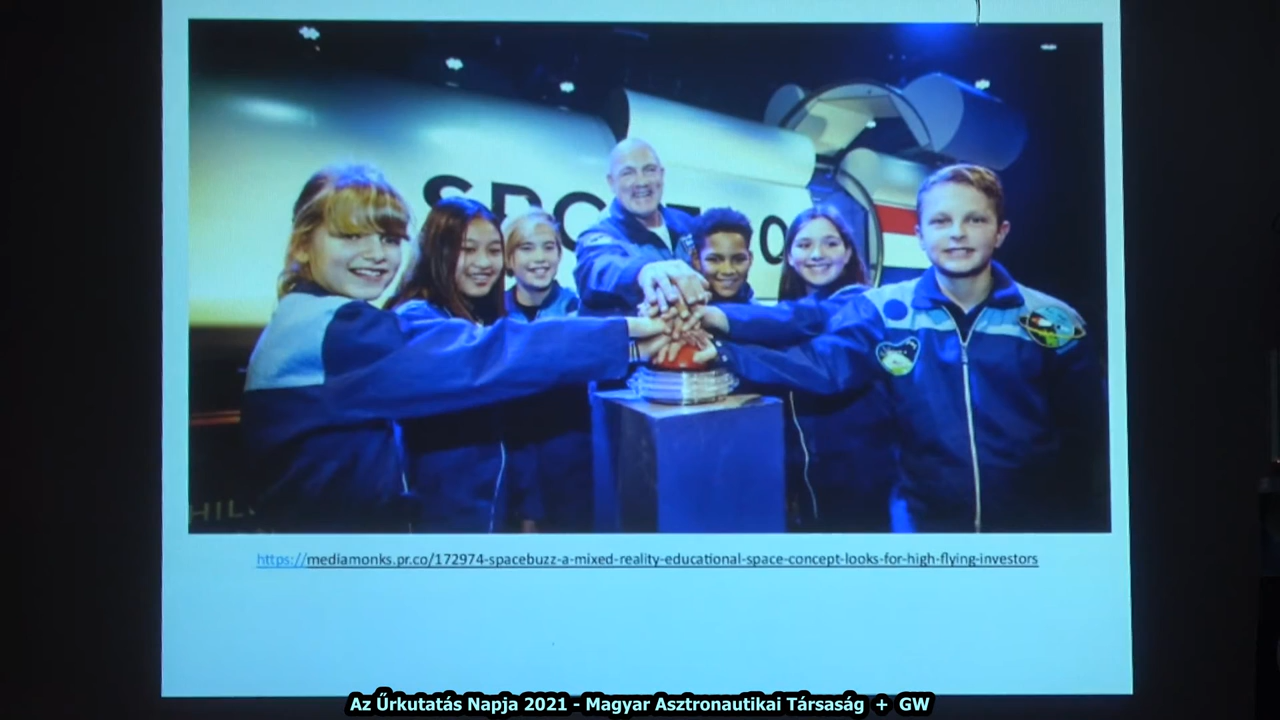 https://mediamonks.pr.co/172974-spacebuzz-a-mixed-reality-educational-space-concept-looks-for-high-flying-investors
Az Űrkutatás Napja 2021 - Magyar Asztronautikai Társaság + GW